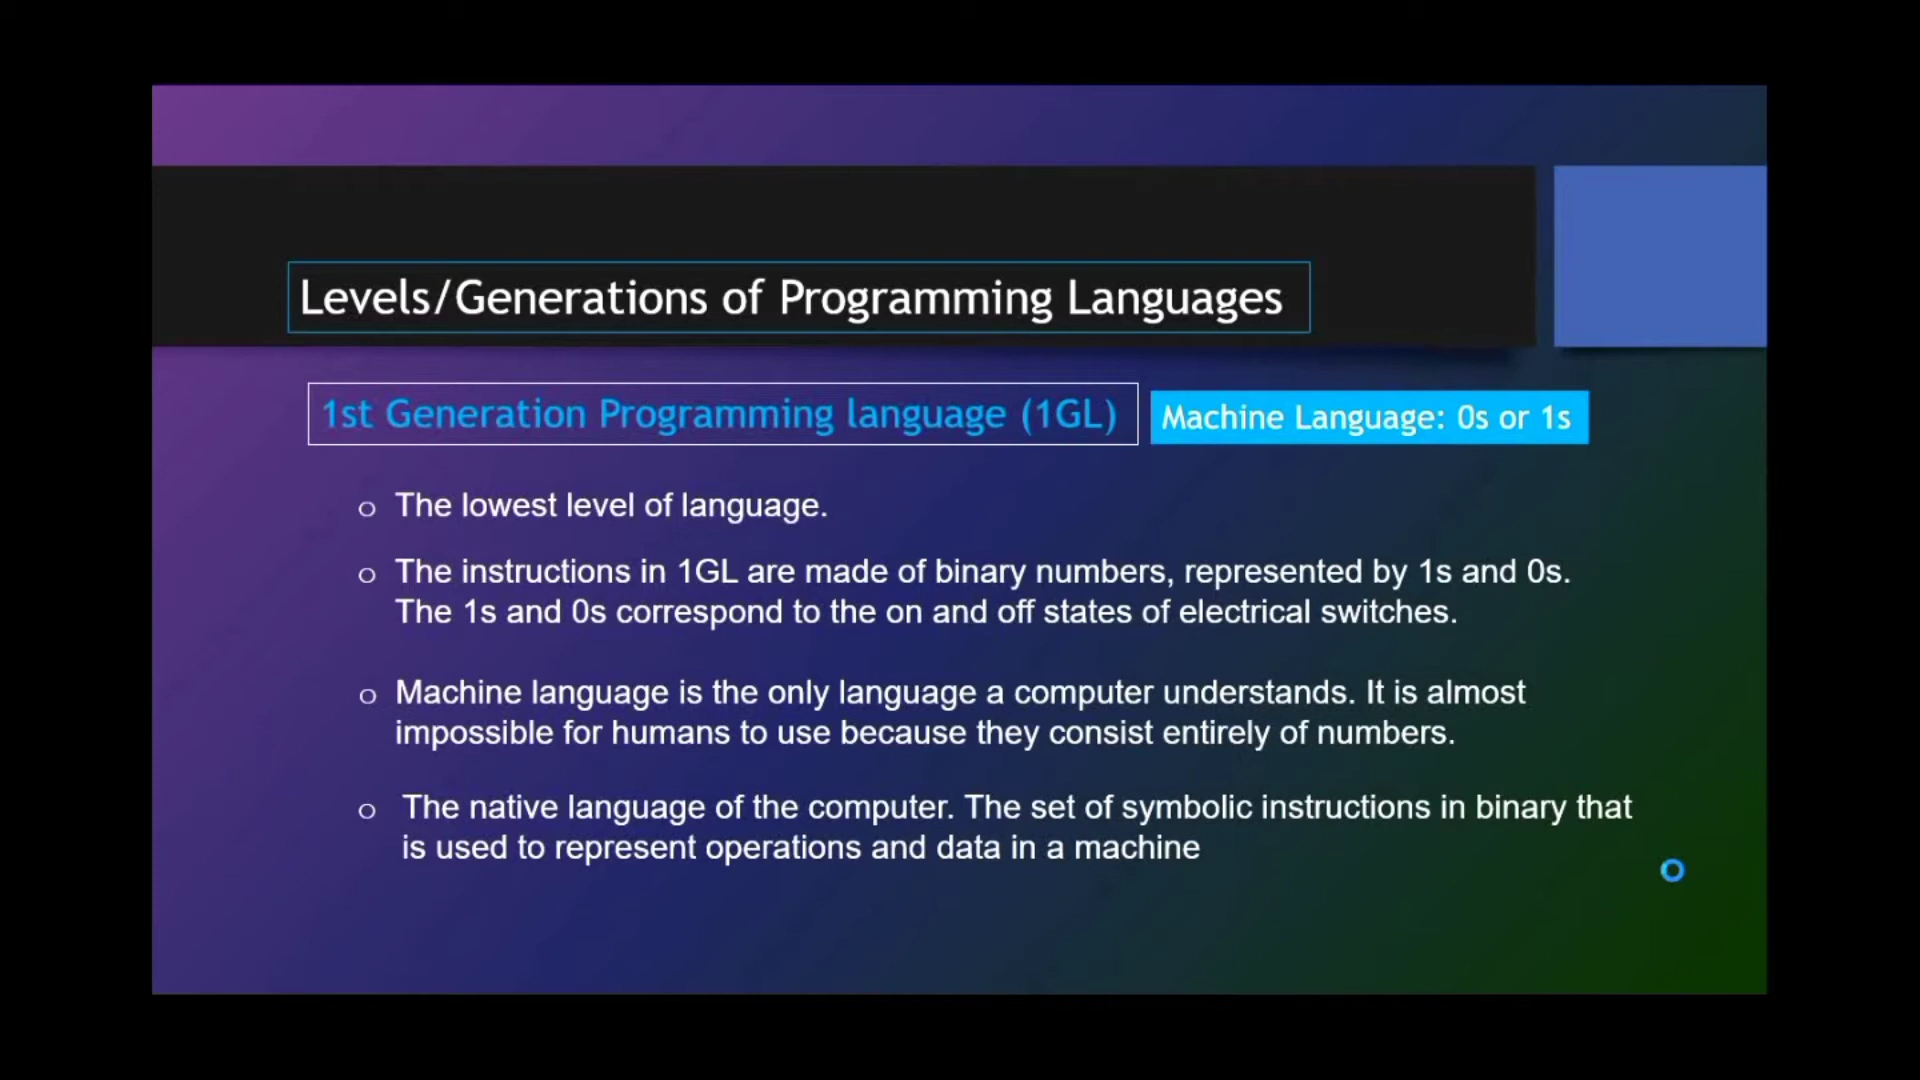 Levels/Generations of Programming Languages
1st Generation Programming language (1GL)
Machine Language: 0s or 1s
o The lowest level of language.
o The instructions in 1GL are made of binary numbers, represented by 1s and 0s.
The 1s and 0s correspond to the on and off states of electrical switches.
o Machine language is the only language a computer understands. It is almost
impossible for humans to use because they consist entirely of numbers.
o The native language of the computer. The set of symbolic instructions in binary that
is used to represent operations and data in a machine